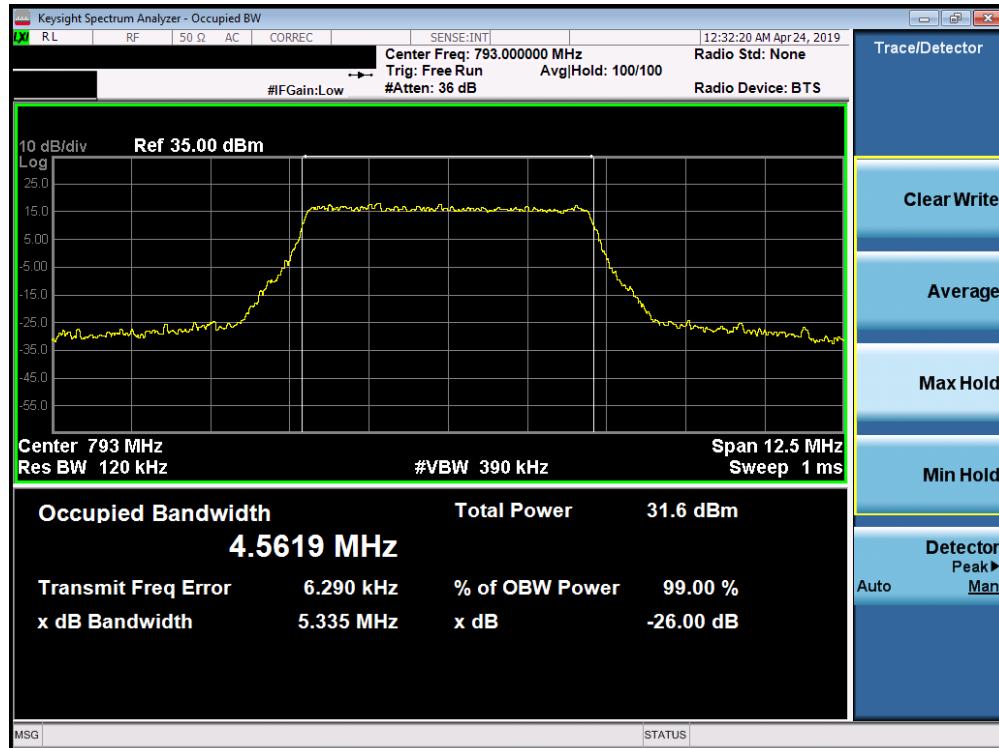 Keysight Spectrum Analyzer - Occupied BW
LXI RL RF 50 Ω AC CORREC SENSE:INT 12:32:20 AM Apr 24, 2019
Center Freq: 793.000000 MHz Radio Std: None
Trig: Free Run Avg|Hold: 100/100
#IFGain:Low #Atten: 36 dB Radio Device: BTS
Trace/Detector
10 dB/div Ref 35.00 dBm
Log
25.0
15.0
5.00
-5.00
-15.0
-25.0
-35.0
-45.0
-55.0
Center 793 MHz Span 12.5 MHz
Res BW 120 kHz #VBW 390 kHz Sweep 1 ms
Occupied Bandwidth Total Power 31.6 dBm
4.5619 MHz
Transmit Freq Error 6.290 kHz % of OBW Power 99.00 %
x dB Bandwidth 5.335 MHz x dB -26.00 dB
Clear Write
Average
Max Hold
Min Hold
Detector
Peak▶
Auto Man
MSG STATUS